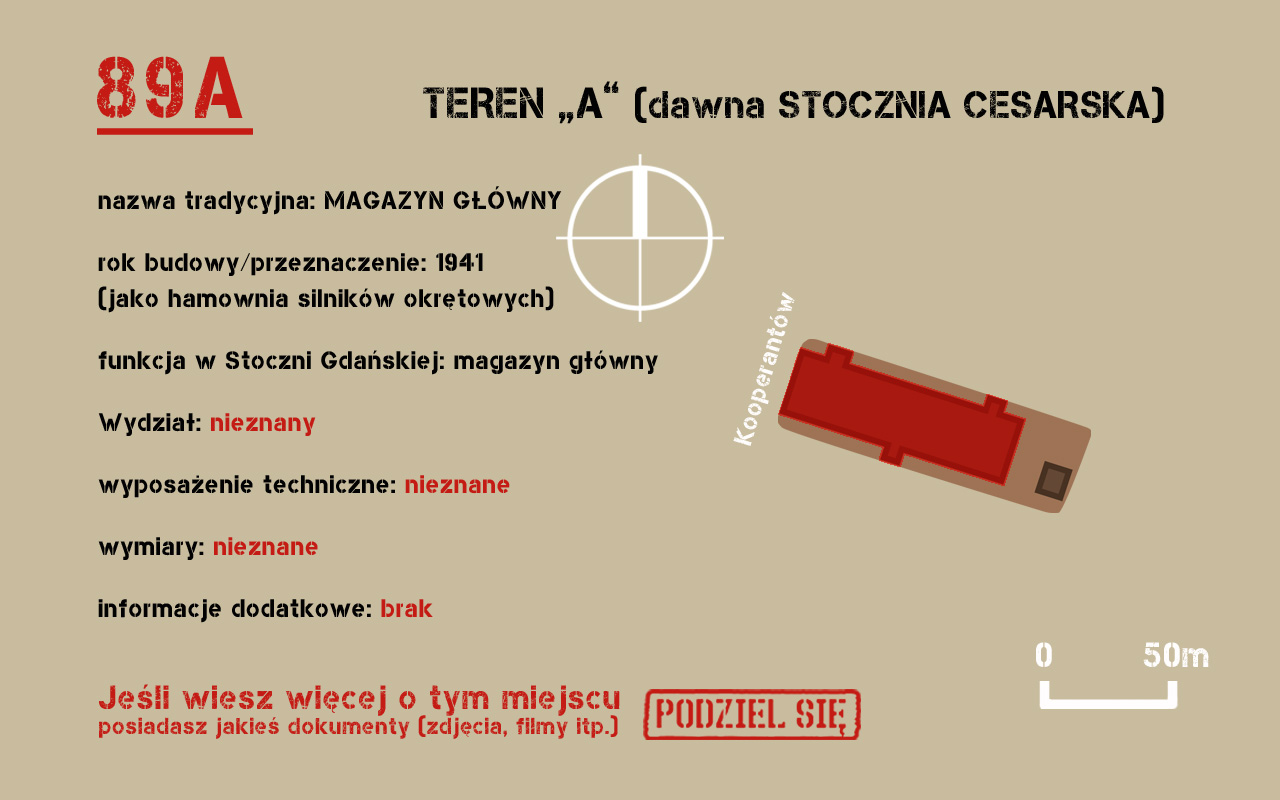 89A
TEREN „A“ (dawna STOCZNIA CESARSKA)
nazwa tradycyjna: MAGAZYN GŁÓWNY
rok budowy/przeznaczenie: 1941
(jako hamownia silników okrętowych)
funkcja w Stoczni Gdańskiej: magazyn główny
Wydział: nieznany
wyposażenie techniczne: nieznane
wymiary: nieznane
informacje dodatkowe: brak
Kooperantów
0 50m
Jeśli wiesz więcej o tym miejscu
posiadasz jakieś dokumenty (zdjęcia, filmy itp.)
PODZIEL SIĘ